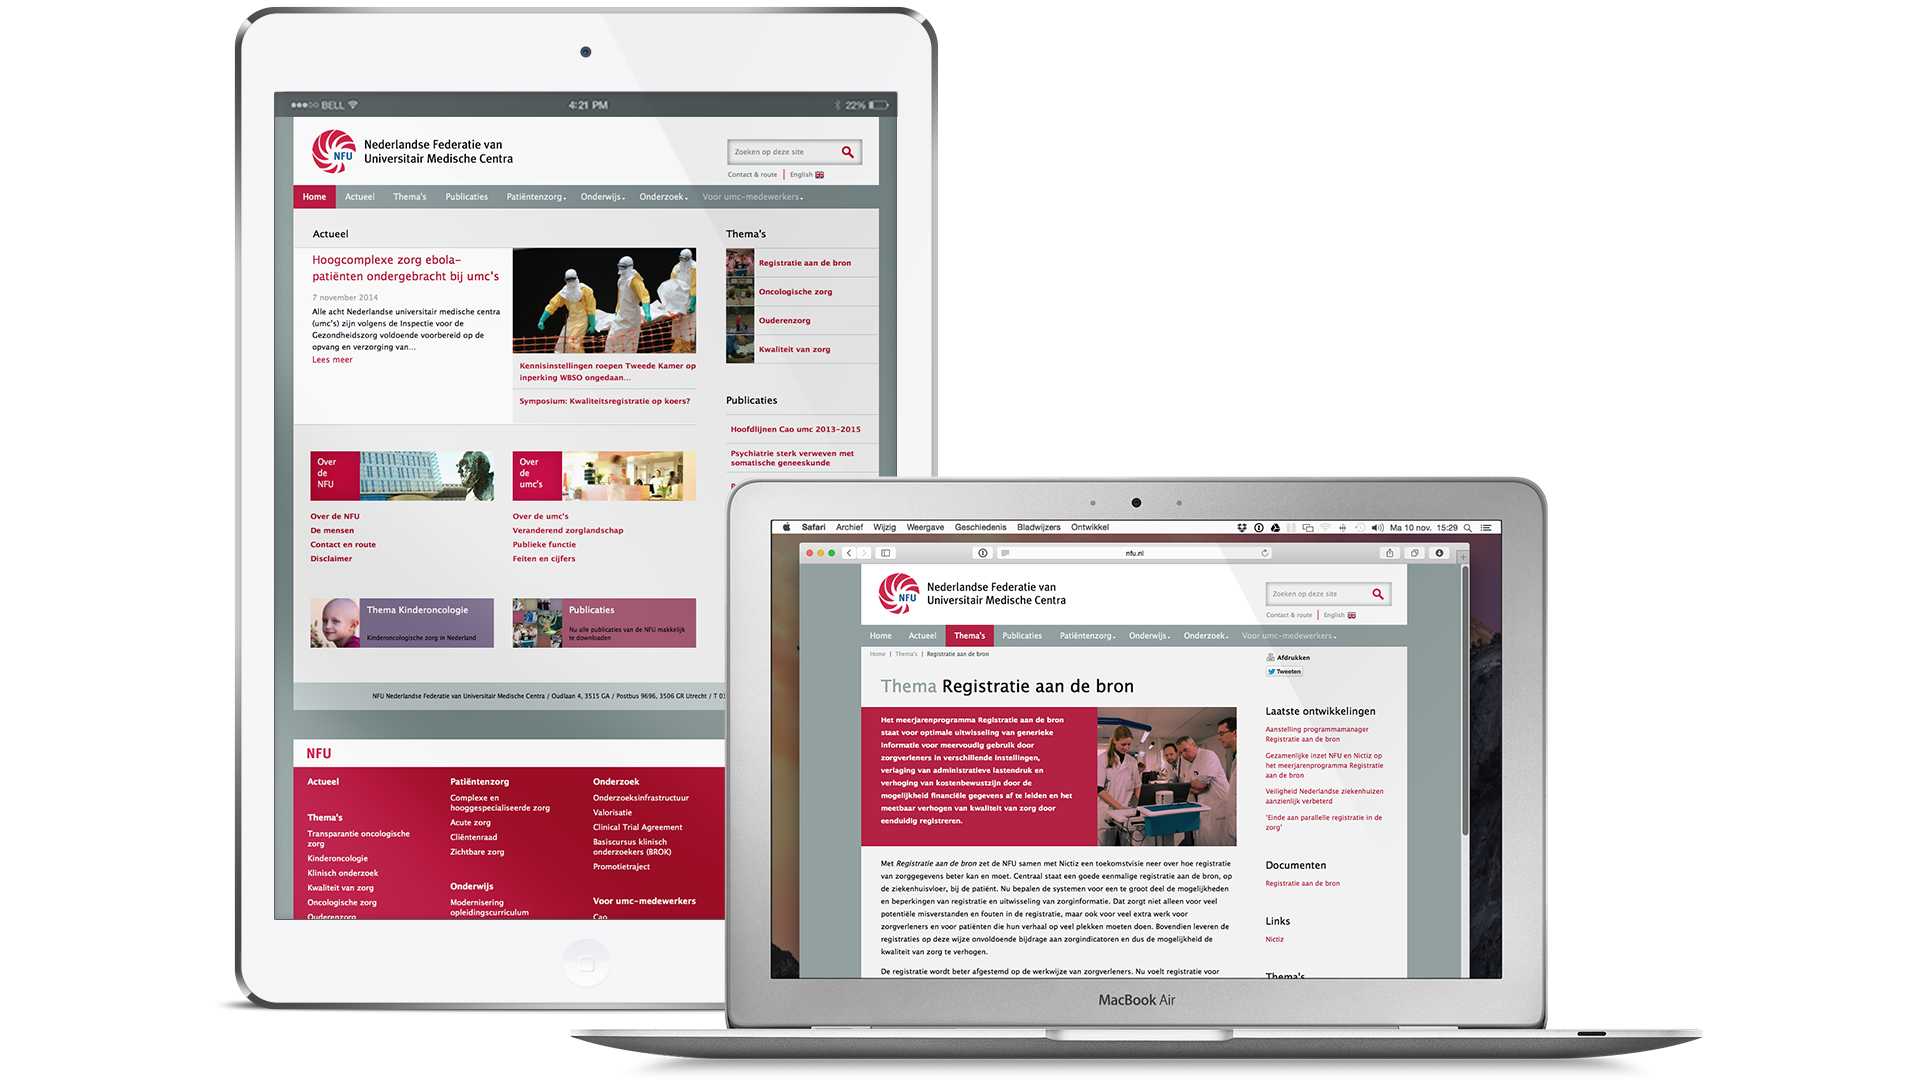 BELL
4:21 PM
22%
NFU
Nederlandse Federatie van
Universitair Medische Centra
Zoeken op deze site
Contact & route | English
Home
Actueel
Thema's
Publicaties
Patiëntenzorg
Onderwijs
Onderzoek
Voor umc-medewerkers
Actueel
Hoogcomplexe zorg ebola-
patiënten ondergebracht bij umc's
7 november 2014
Alle acht Nederlandse universitair medische centra
(umc's) zijn volgens de Inspectie voor de
Gezondheidszorg voldoende voorbereid op de
opvang en verzorging van...
Lees meer
Kennisinstellingen roepen Tweede Kamer op
inperking WBSO ongedaan...
Symposium: Kwaliteitsregistratie op koers?
Thema's
Registratie aan de bron
Oncologische zorg
Ouderenzorg
Kwaliteit van zorg
Publicaties
Hoofdlijnen Cao umc 2013-2015
Psychiatrie sterk verweven met
somatische geneeskunde
Over
de
NFU
Over de NFU
De mensen
Contact en route
Disclaimer
Over
de
umc's
Over de umc's
Veranderend zorglandschap
Publieke functie
Feiten en cijfers
Thema Kinderoncologie
Kinderoncologische zorg in Nederland
Publicaties
Nu alle publicaties van de NFU makkelijk
te downloaden
NFU Nederlandse Federatie van Universitair Medische Centra / Oudlaan 4, 3515 GA / Postbus 9696, 3506 GR Utrecht / T 03
NFU
Actueel
Thema's
Transparantie oncologische
zorg
Kinderoncologie
Klinisch onderzoek
Kwaliteit van zorg
Oncologische zorg
Ouderenzorg
Patiëntenzorg
Complexe en
hooggespecialiseerde zorg
Acute zorg
Cliëntenraad
Zichtbare zorg
Onderwijs
Modernisering
opleidingscurriculum
Onderzoek
Onderzoeksinfrastructuur
Valorisatie
Clinical Trial Agreement
Basiscursus klinisch
onderzoekers (BROK)
Promotietraject
Voor umc-medewerkers
Cao
Safari Archief Wijzig Weergave Geschiedenis Bladwijzers Ontwikkel
Ma 10 nov. 15:29
nfu.nl
NFU
Nederlandse Federatie van
Universitair Medische Centra
Zoeken op deze site
Contact & route | English
Home
Actueel
Thema's
Publicaties
Patiëntenzorg
Onderwijs
Onderzoek
Voor umc-medewerkers
Home | Thema's | Registratie aan de bron
Afdrukken
Tweeten
Thema Registratie aan de bron
Het meerjarenprogramma Registratie aan de bron
staat voor optimale uitwisseling van generieke
informatie voor meervoudig gebruik door
zorgverleners in verschillende instellingen,
verlaging van administratieve lastendruk en
verhoging van kostenbewustzijn door de
mogelijkheid financiële gegevens af te leiden en het
meetbaar verhogen van kwaliteit van zorg door
eenduidig registreren.
Met Registratie aan de bron zet de NFU samen met Nictiz een toekomstvisie neer over hoe registratie
van zorggegevens beter kan en moet. Centraal staat een goede eenmalige registratie aan de bron, op
de ziekenhuisvloer, bij de patiënt. Nu bepalen de systemen voor een te groot deel de mogelijkheden
en beperkingen van registratie en uitwisseling van zorginformatie. Dat zorgt niet alleen voor veel
potentiële misverstanden en fouten in de registratie, maar ook voor veel extra werk voor
zorgverleners en voor patiënten die hun verhaal op veel plekken moeten doen. Bovendien leveren de
registraties op deze wijze onvoldoende bijdrage aan zorgindicatoren en dus de mogelijkheid de
kwaliteit van zorg te verhogen.
De registratie wordt beter afgestemd op de werkwijze van zorgverleners. Nu voelt registratie voor
Laatste ontwikkelingen
Aanstelling programmamanager
Registratie aan de bron
Gezamenlijke inzet NFU en Nictiz op
het meerjarenprogramma Registratie
aan de bron
Veiligheid Nederlandse ziekenhuizen
aanzienlijk verbeterd
'Einde aan parallelle registratie in de
zorg'
Documenten
Registratie aan de bron
Links
Nictiz
Thema's
MacBook Air